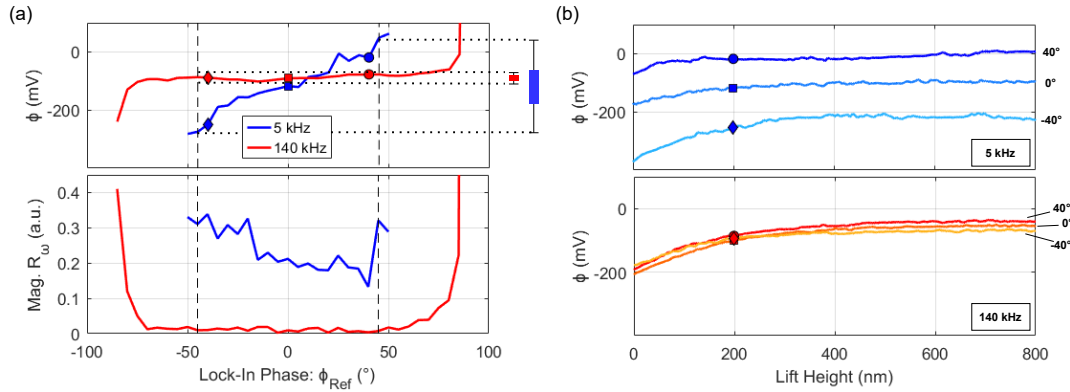 (a)
ϕ (mV)
0
-200
5 kHz
140 kHz
Mag. Rω (a.u.)
0.4
0.3
0.2
0.1
0
-100
-50
0
50
100
Lock-In Phase: ϕRef (°)
(b)
ϕ (mV)
0
-200
40°
0°
-40°
5 kHz
ϕ (mV)
0
-200
40°
0°
-40°
140 kHz
0
200
400
600
800
Lift Height (nm)